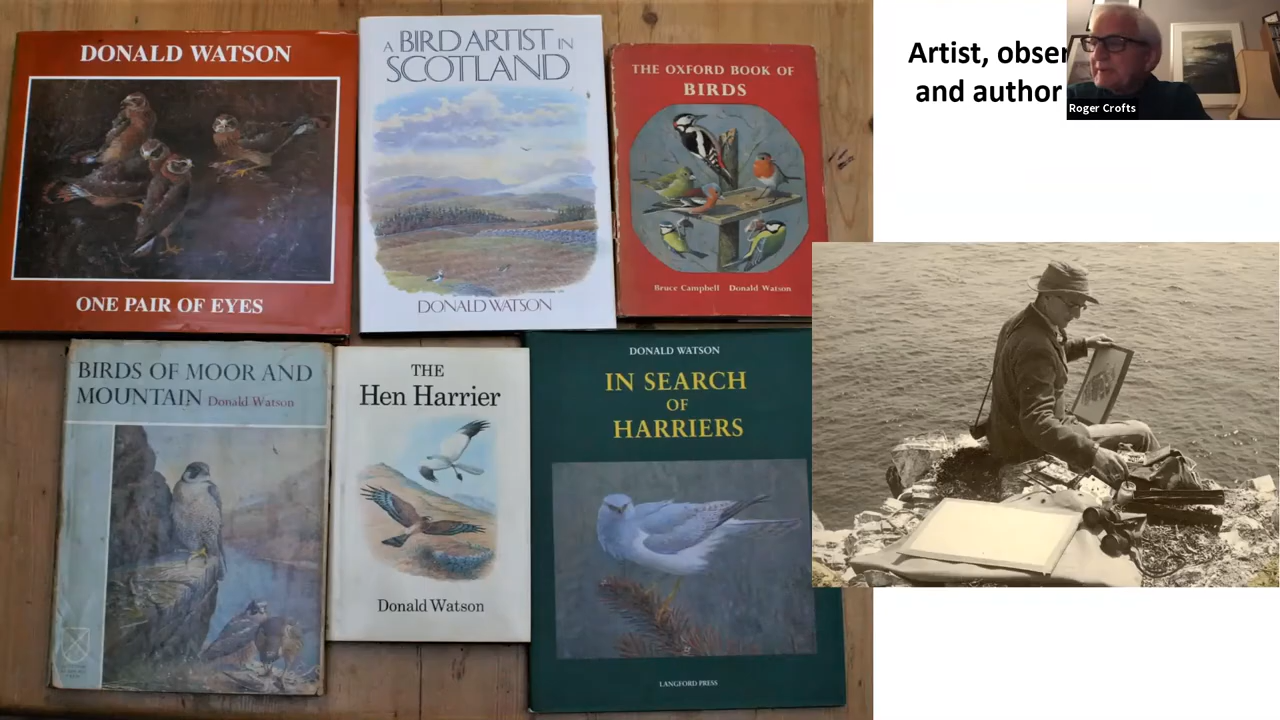 DONALD WATSON
ONE PAIR OF EYES
A BIRD ARTIST IN
SCOTLAND
DONALD WATSON
THE OXFORD BOOK OF
BIRDS
Bruce Campbell Donald Watson
BIRDS OF MOOR AND
MOUNTAIN Donald Watson
THE
Hen Harrier
Donald Watson
DONALD WATSON
IN SEARCH
OF
HARRIERS
LANGFORD PRESS
Artist, obser
and author
Roger Crofts